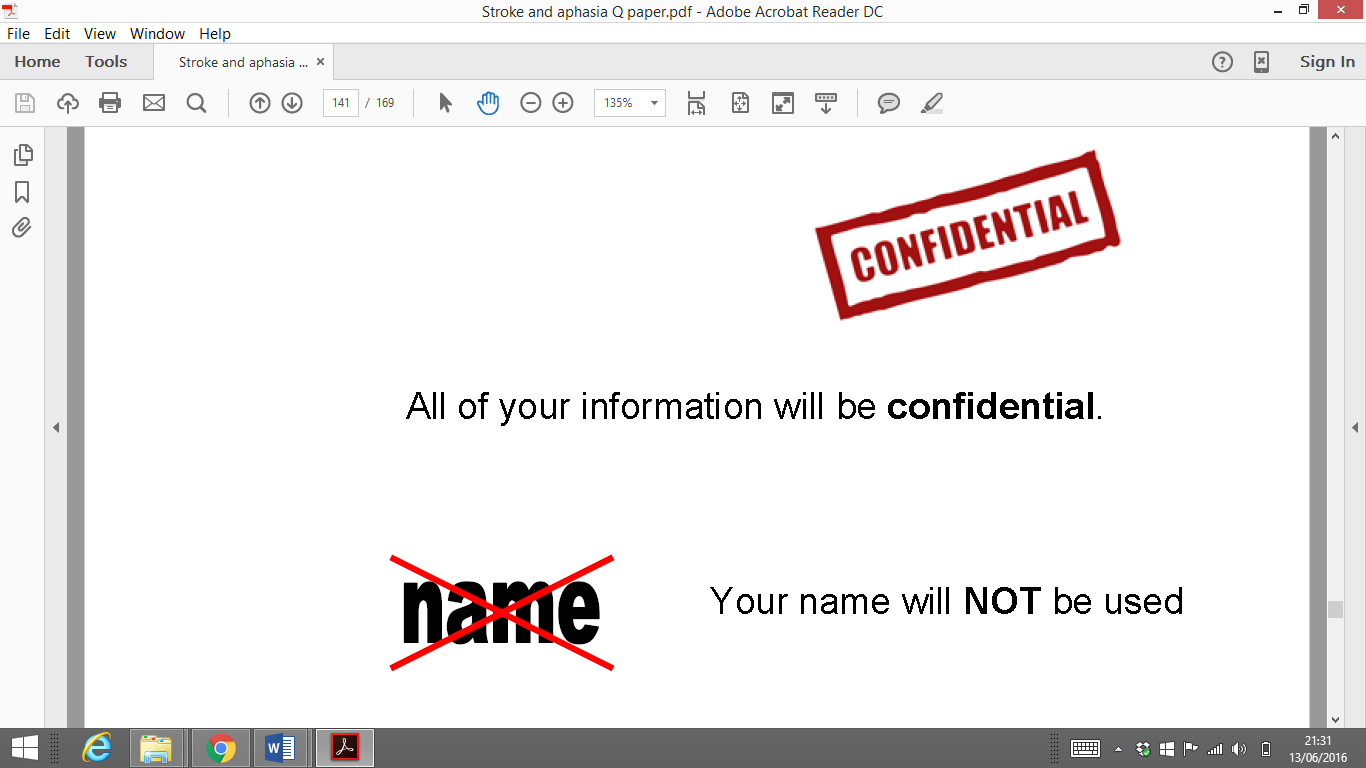 Stroke and aphasia Q paper.pdf - Adobe Acrobat Reader DC
File Edit View Window Help
Home Tools Stroke and aphasia ... × Sign In
141 / 169 135%
CONFIDENTIAL
All of your information will be confidential.
name
Your name will NOT be used
21:31
13/06/2016